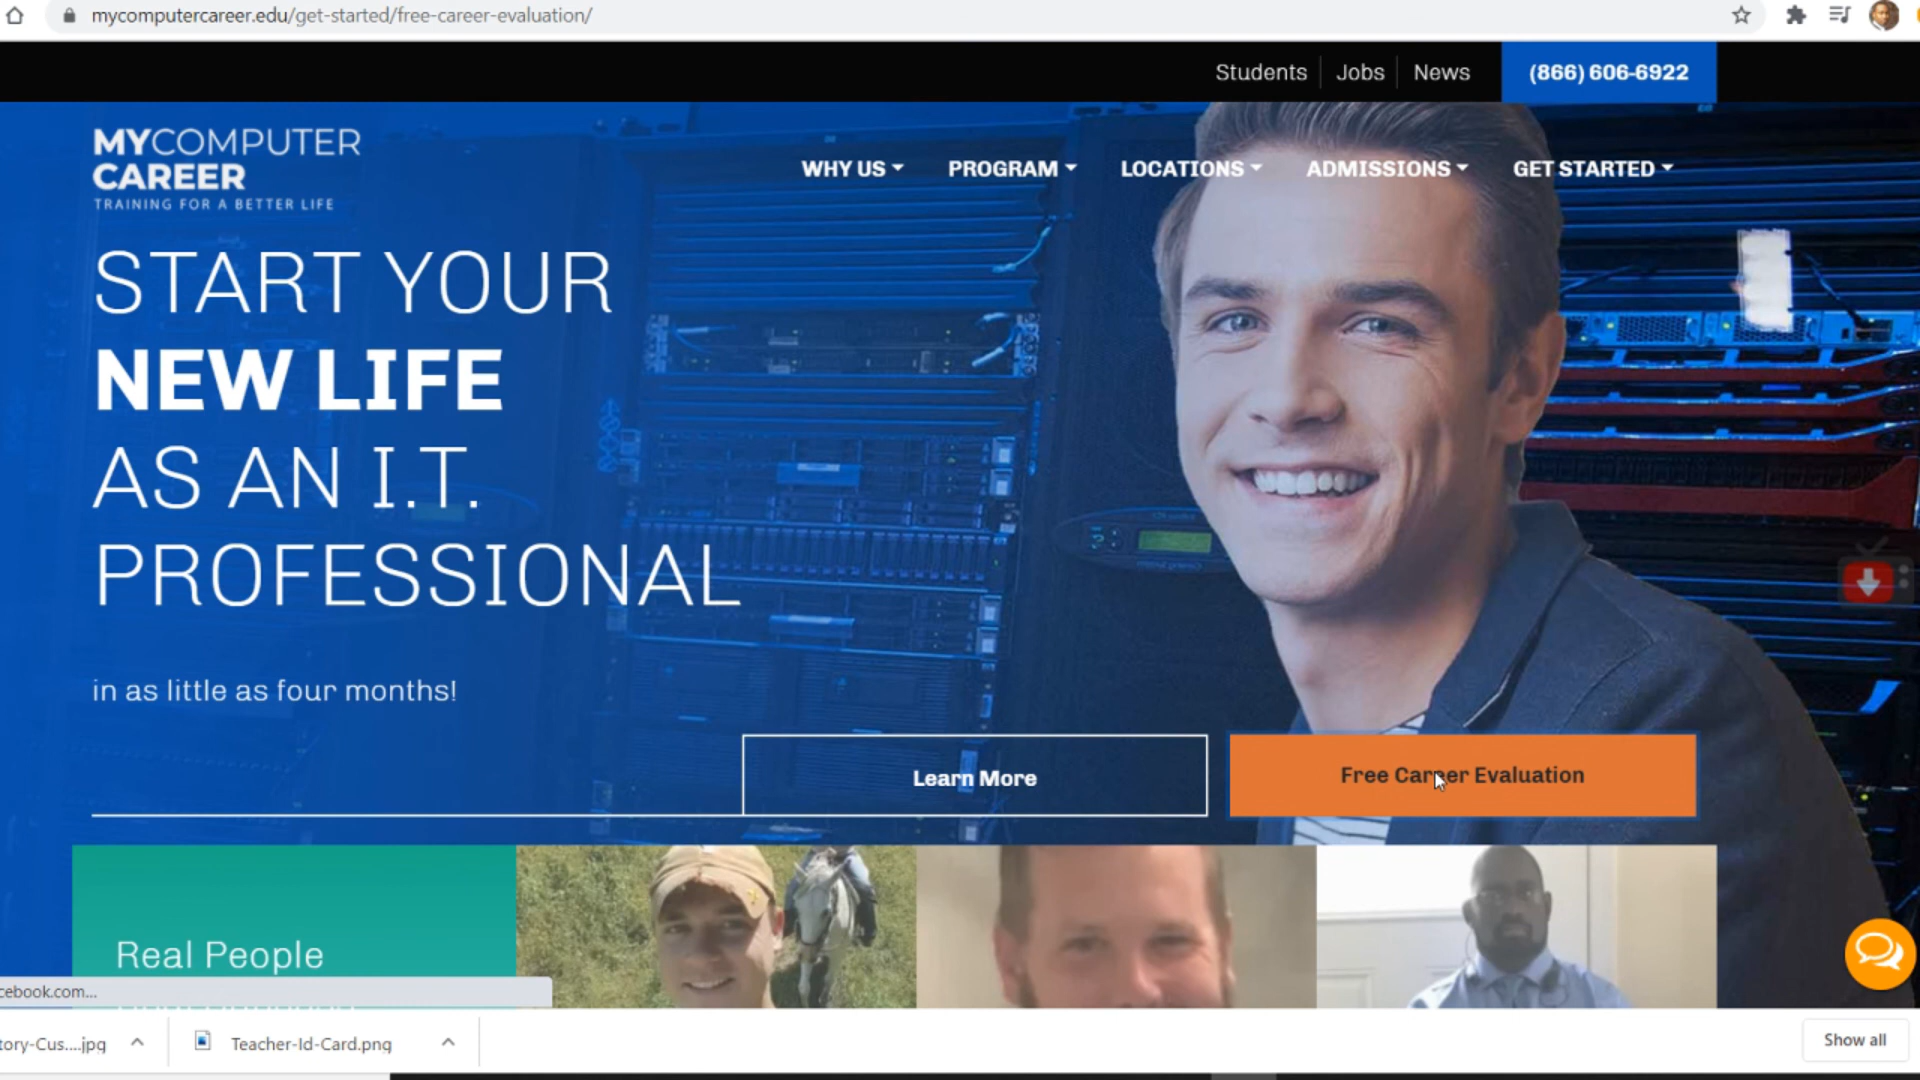 mycomputercareer.edu/get-started/free-career-evaluation/
Students Jobs News (866) 606-6922
MYCOMPUTER
CAREER
TRAINING FOR A BETTER LIFE
WHY US PROGRAM LOCATIONS ADMISSIONS GET STARTED
START YOUR
NEW LIFE
AS AN I.T.
PROFESSIONAL
in as little as four months!
Learn More
Free Career Evaluation
Real People
cebook.com...
tory-Cus....jpg
Teacher-Id-Card.png
Show all